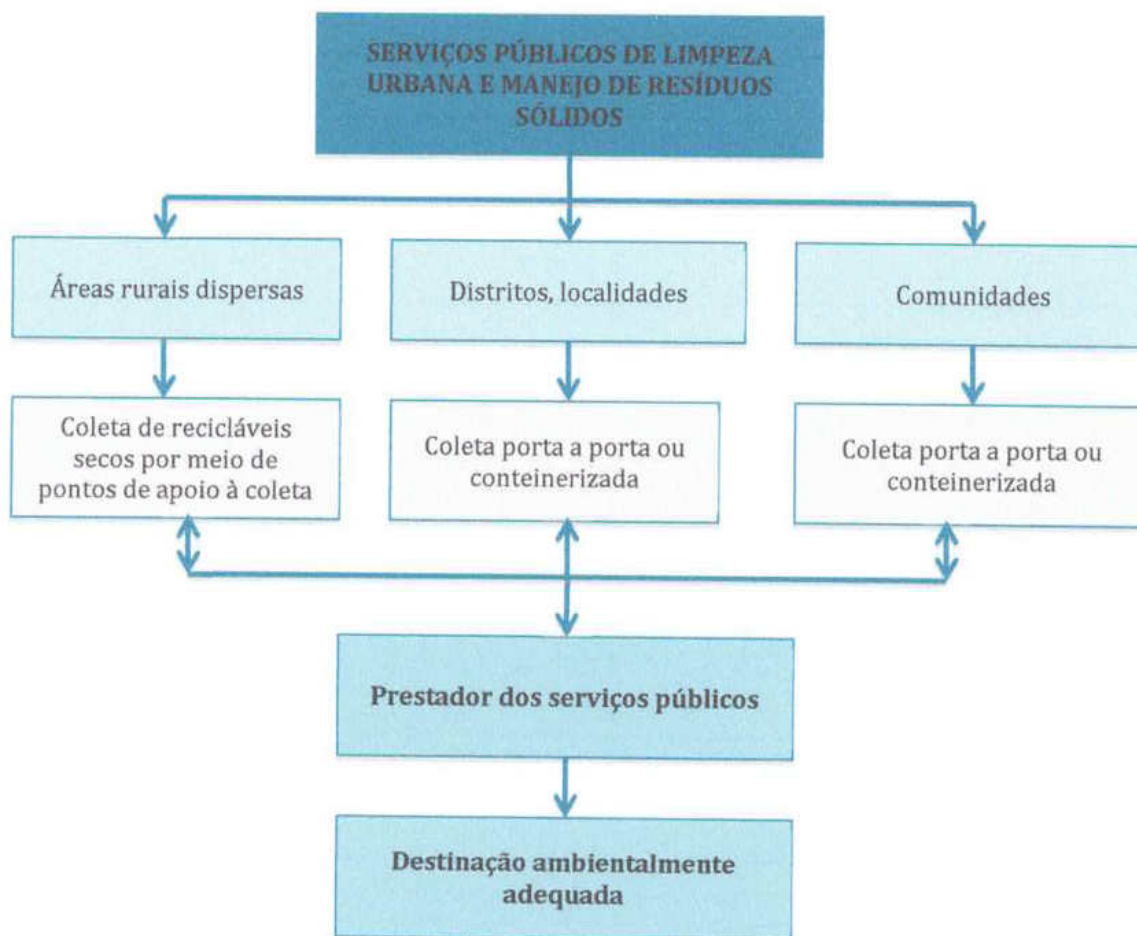 SERVIÇOS PÚBLICOS DE LIMPEZA
URBANA E MANEJO DE RESÍDUOS
SÓLIDOS
Áreas rurais dispersas
Distritos, localidades
Comunidades
Coleta de recicláveis
secos por meio de
pontos de apoio à coleta
Coleta porta a porta ou
conteinerizada
Coleta porta a porta ou
conteinerizada
Prestador dos serviços públicos
Destinação ambientalmente
adequada